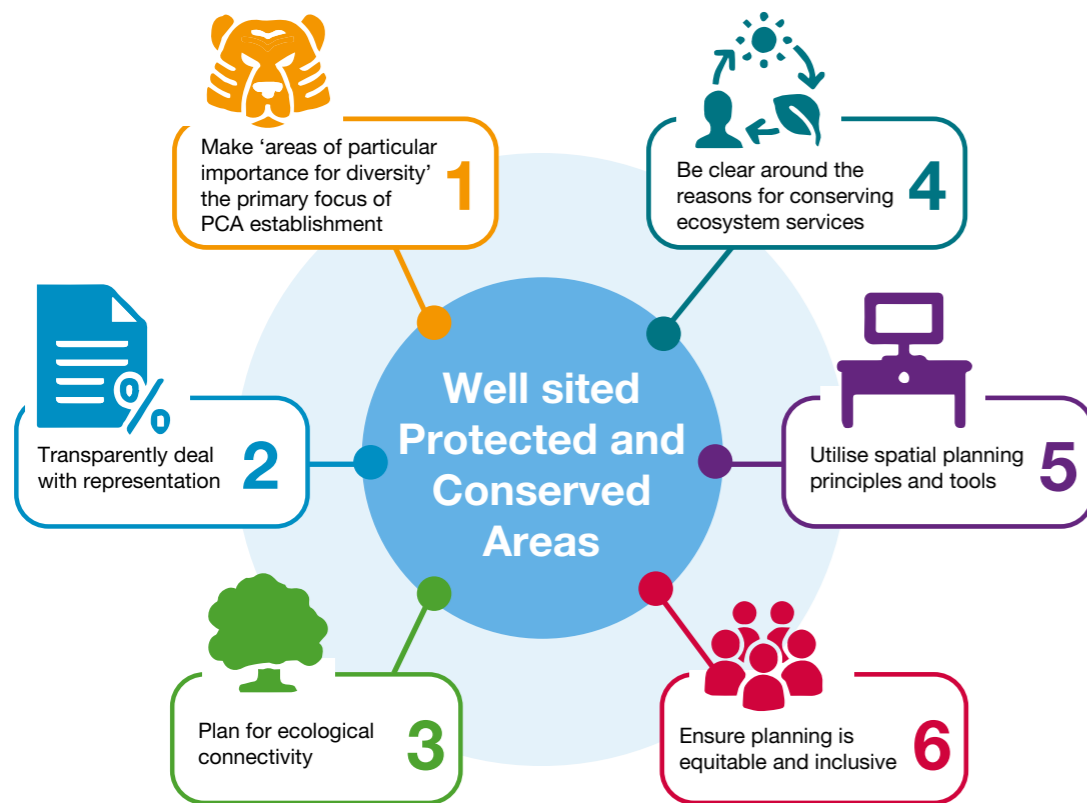 Make ‘areas of particular
importance for diversity’
the primary focus of
PCA establishment
1
Transparently deal
with representation
2
%
Plan for ecological
connectivity
3
Be clear around the
reasons for conserving
ecosystem services
4
Utilise spatial planning
principles and tools
5
Ensure planning is
equitable and inclusive
6
Well sited
Protected and
Conserved
Areas